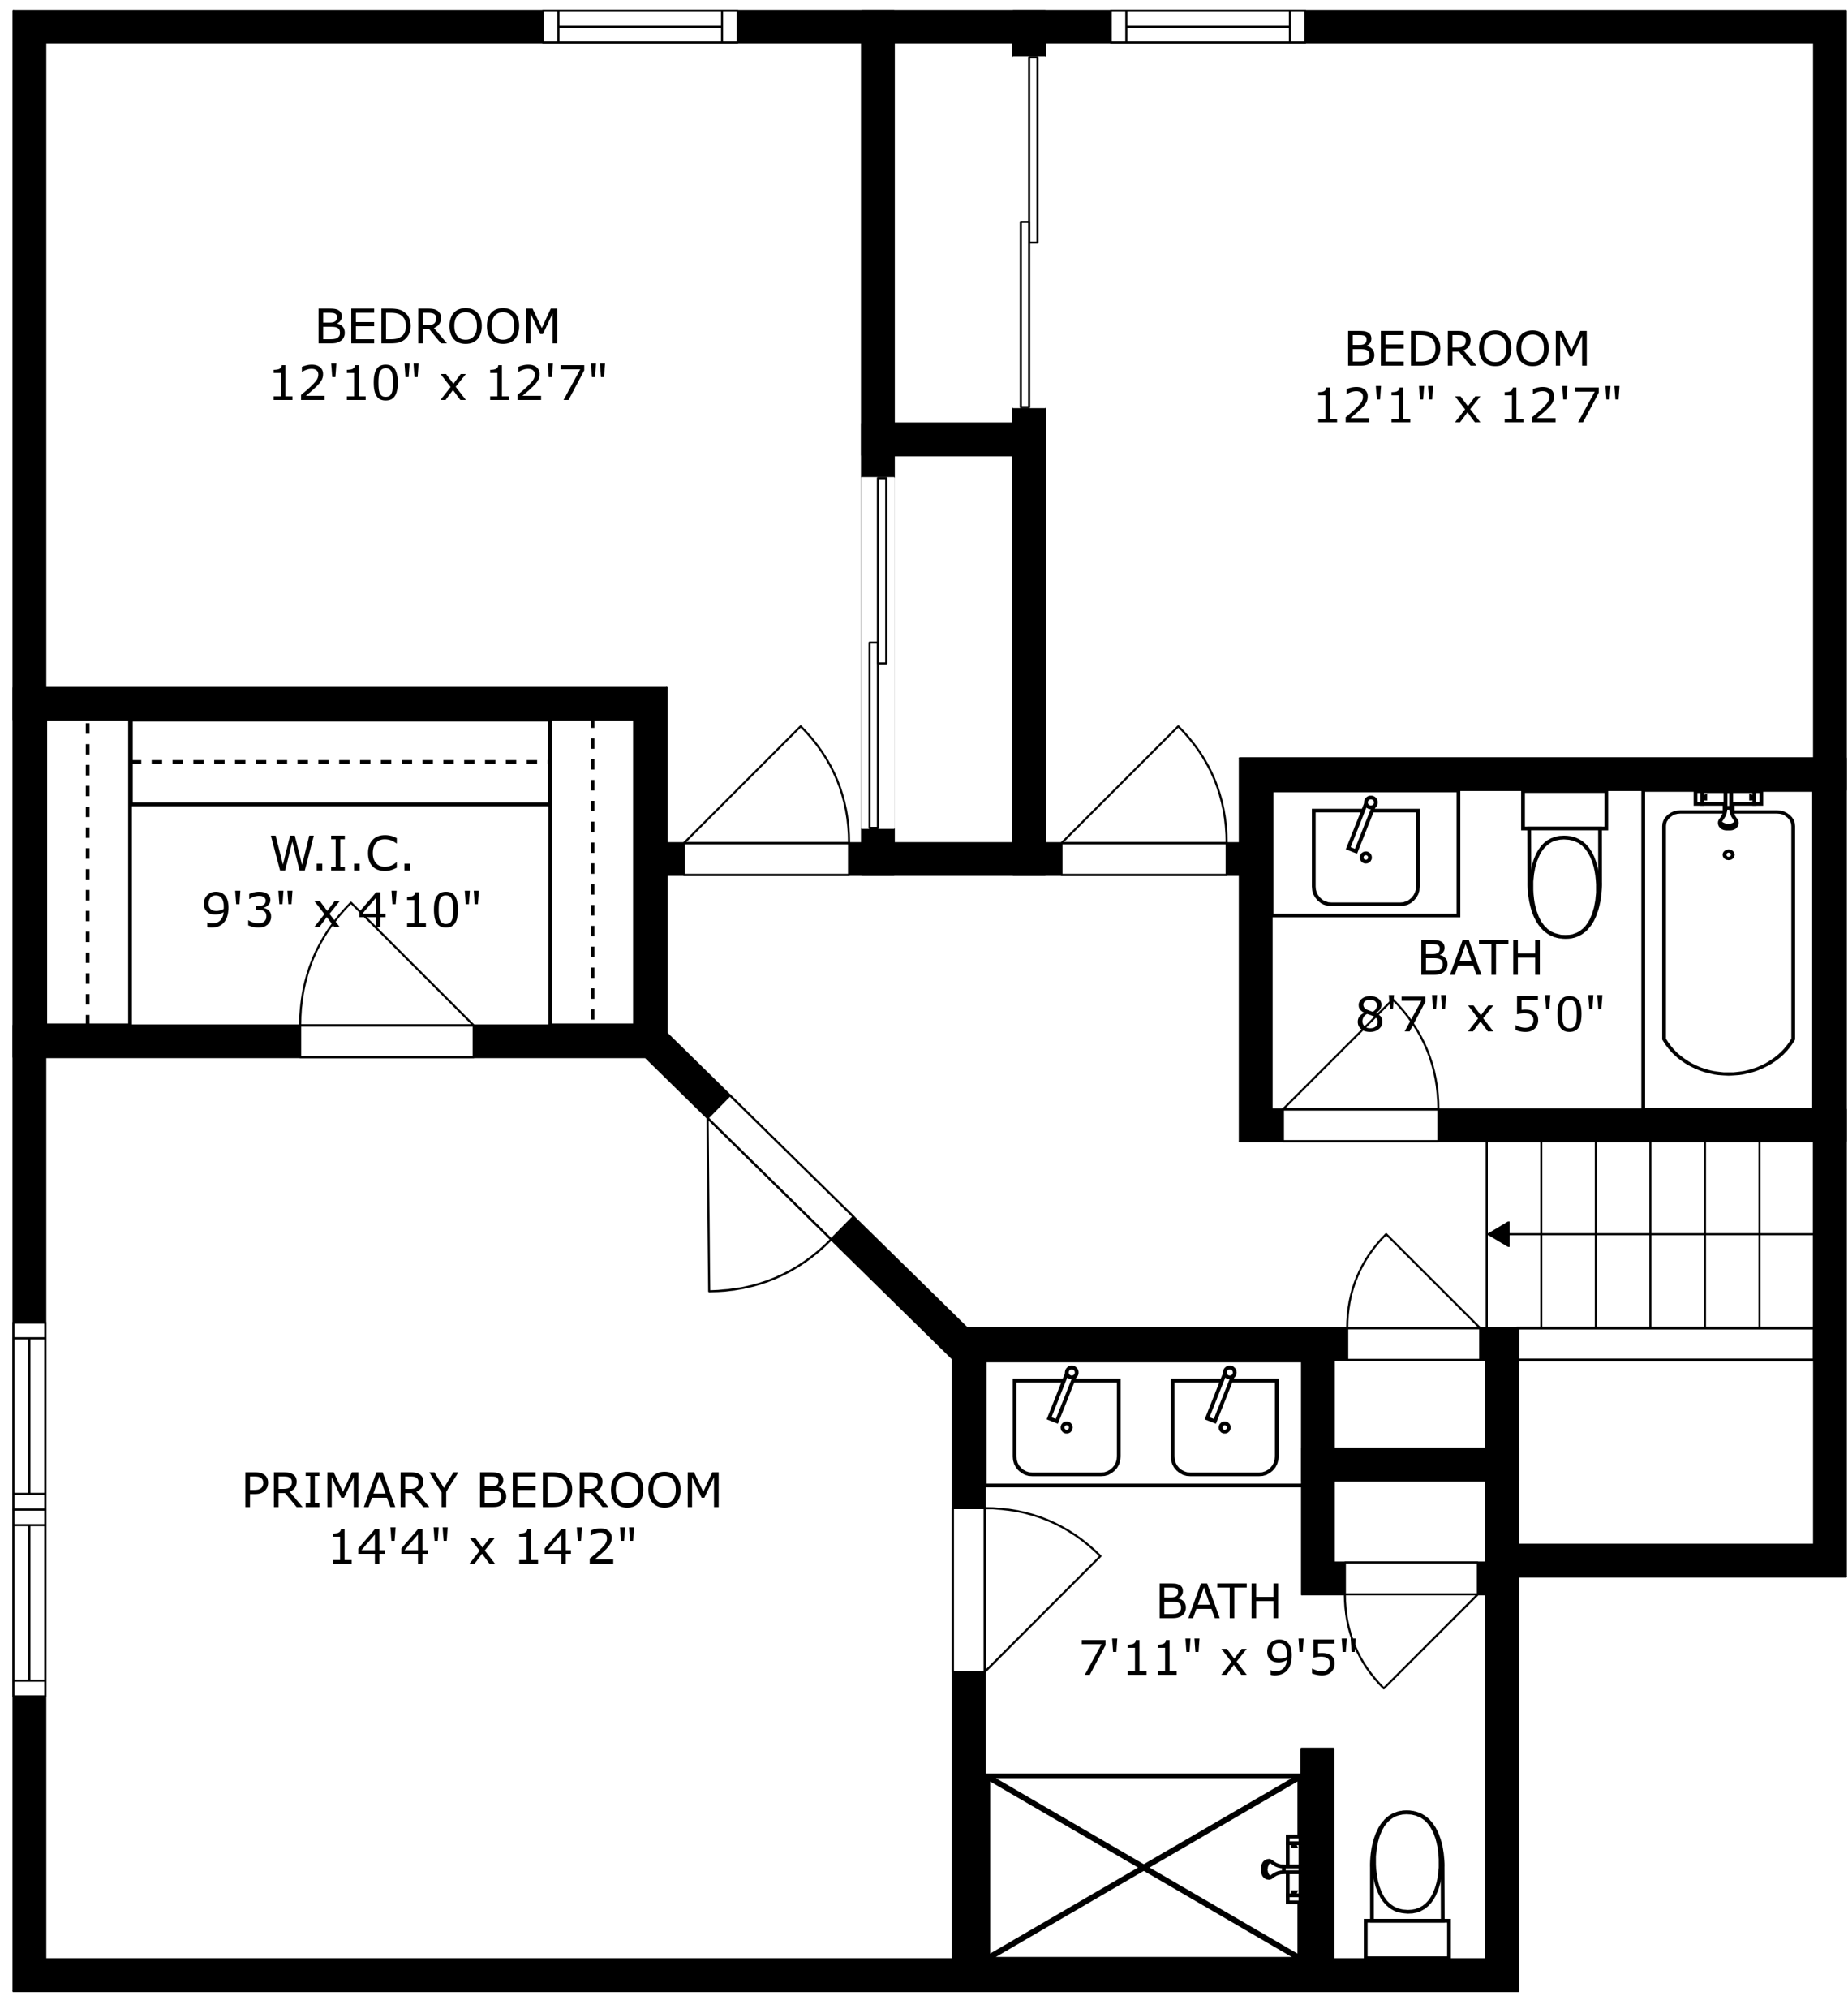 BEDROOM
12'10" x 12'7"
BEDROOM
12'1" x 12'7"
W.I.C.
9'3" x 4'10"
BATH
8'7" x 5'0"
PRIMARY BEDROOM
14'4" x 14'2"
BATH
7'11" x 9'5"